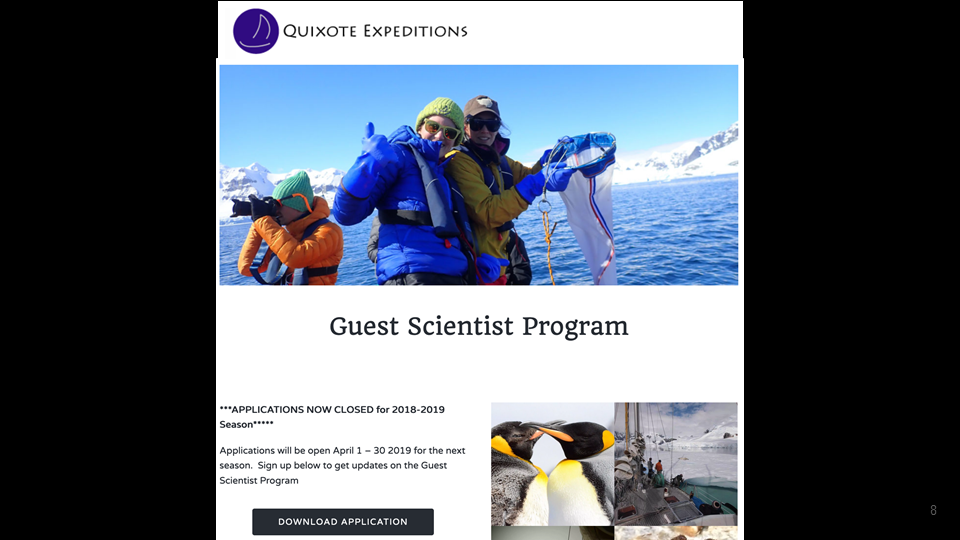 QUIXOTE EXPEDITIONS
Guest Scientist Program
***APPLICATIONS NOW CLOSED for 2018-2019
Season*****
Applications will be open April 1 – 30 2019 for the next
season.  Sign up below to get updates on the Guest
Scientist Program
DOWNLOAD APPLICATION
8